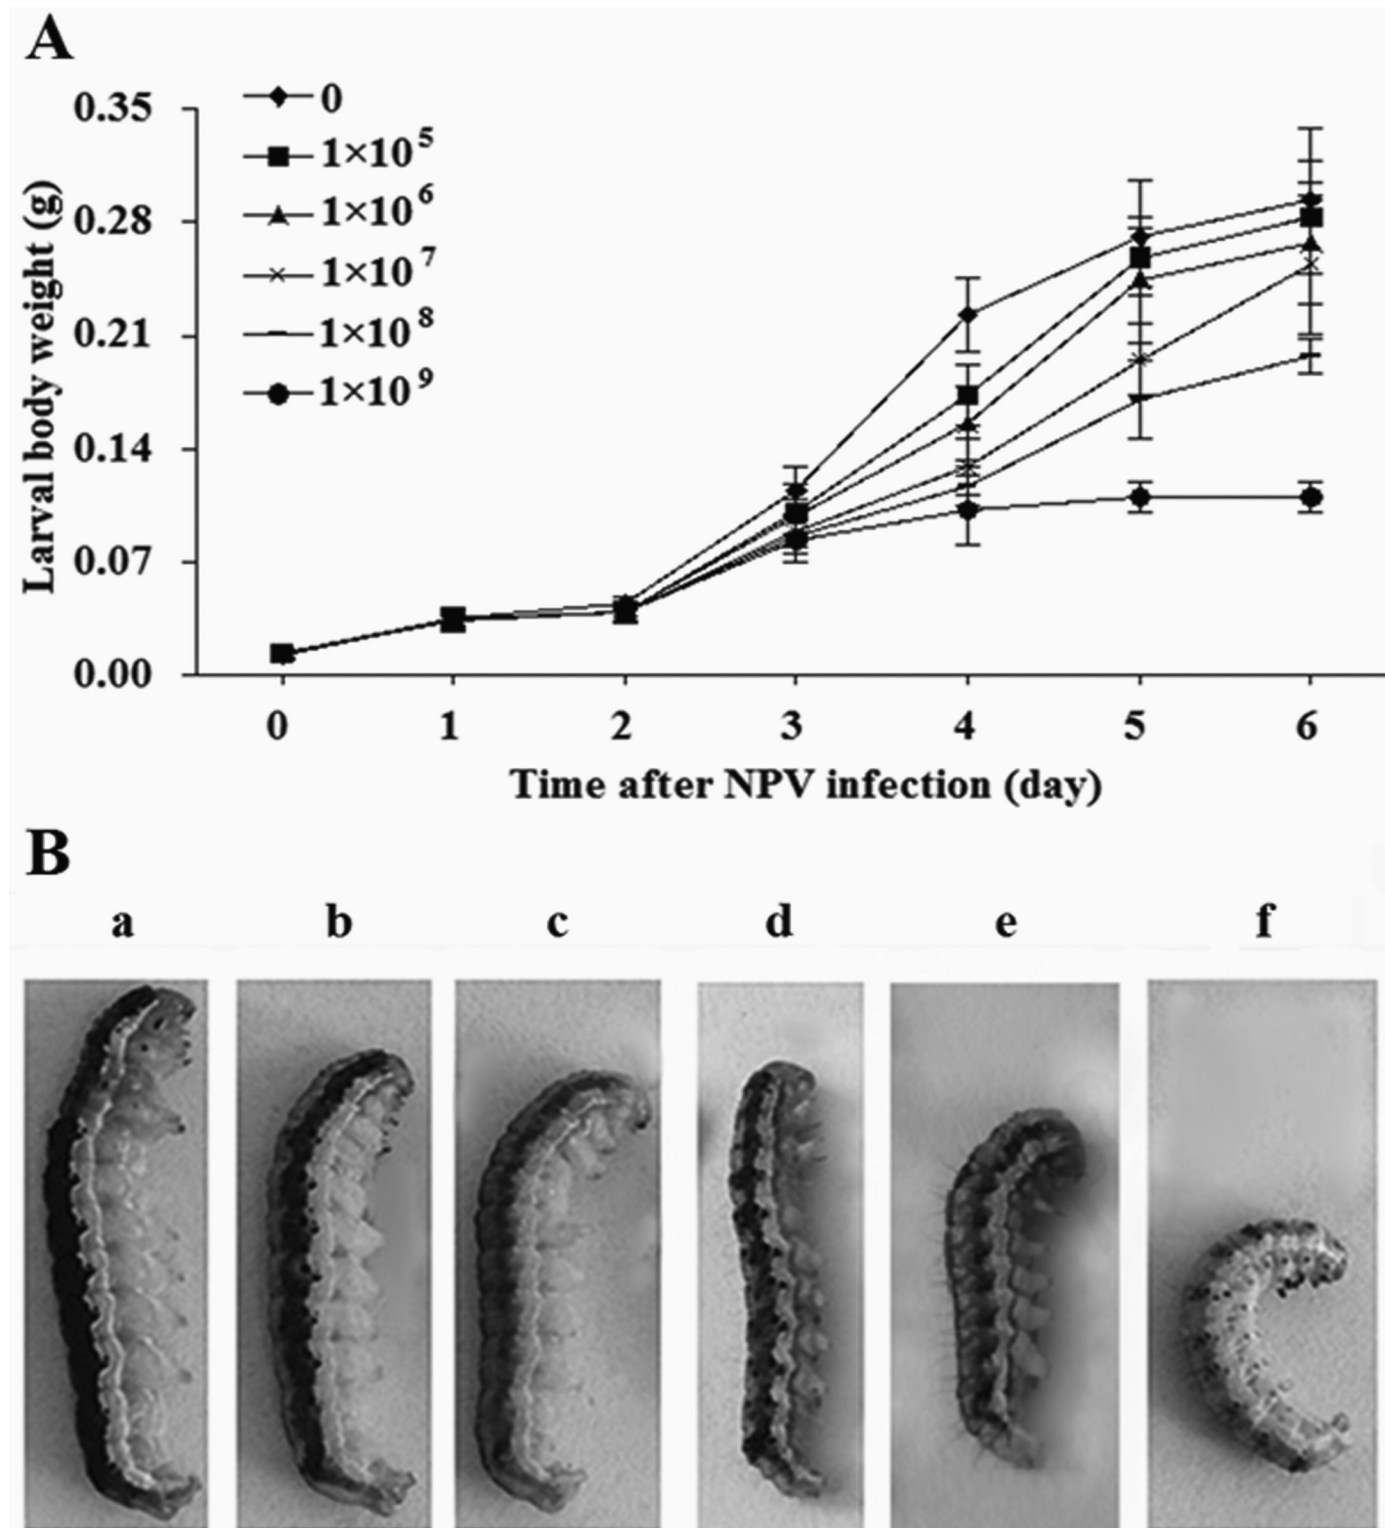 A
0.35
0.28
0.21
0.14
0.07
0.00
Larval body weight (g)
0
1×10⁵
1×10⁶
1×10⁷
1×10⁸
1×10⁹
0 1 2 3 4 5 6
Time after NPV infection (day)
B
a b c d e f